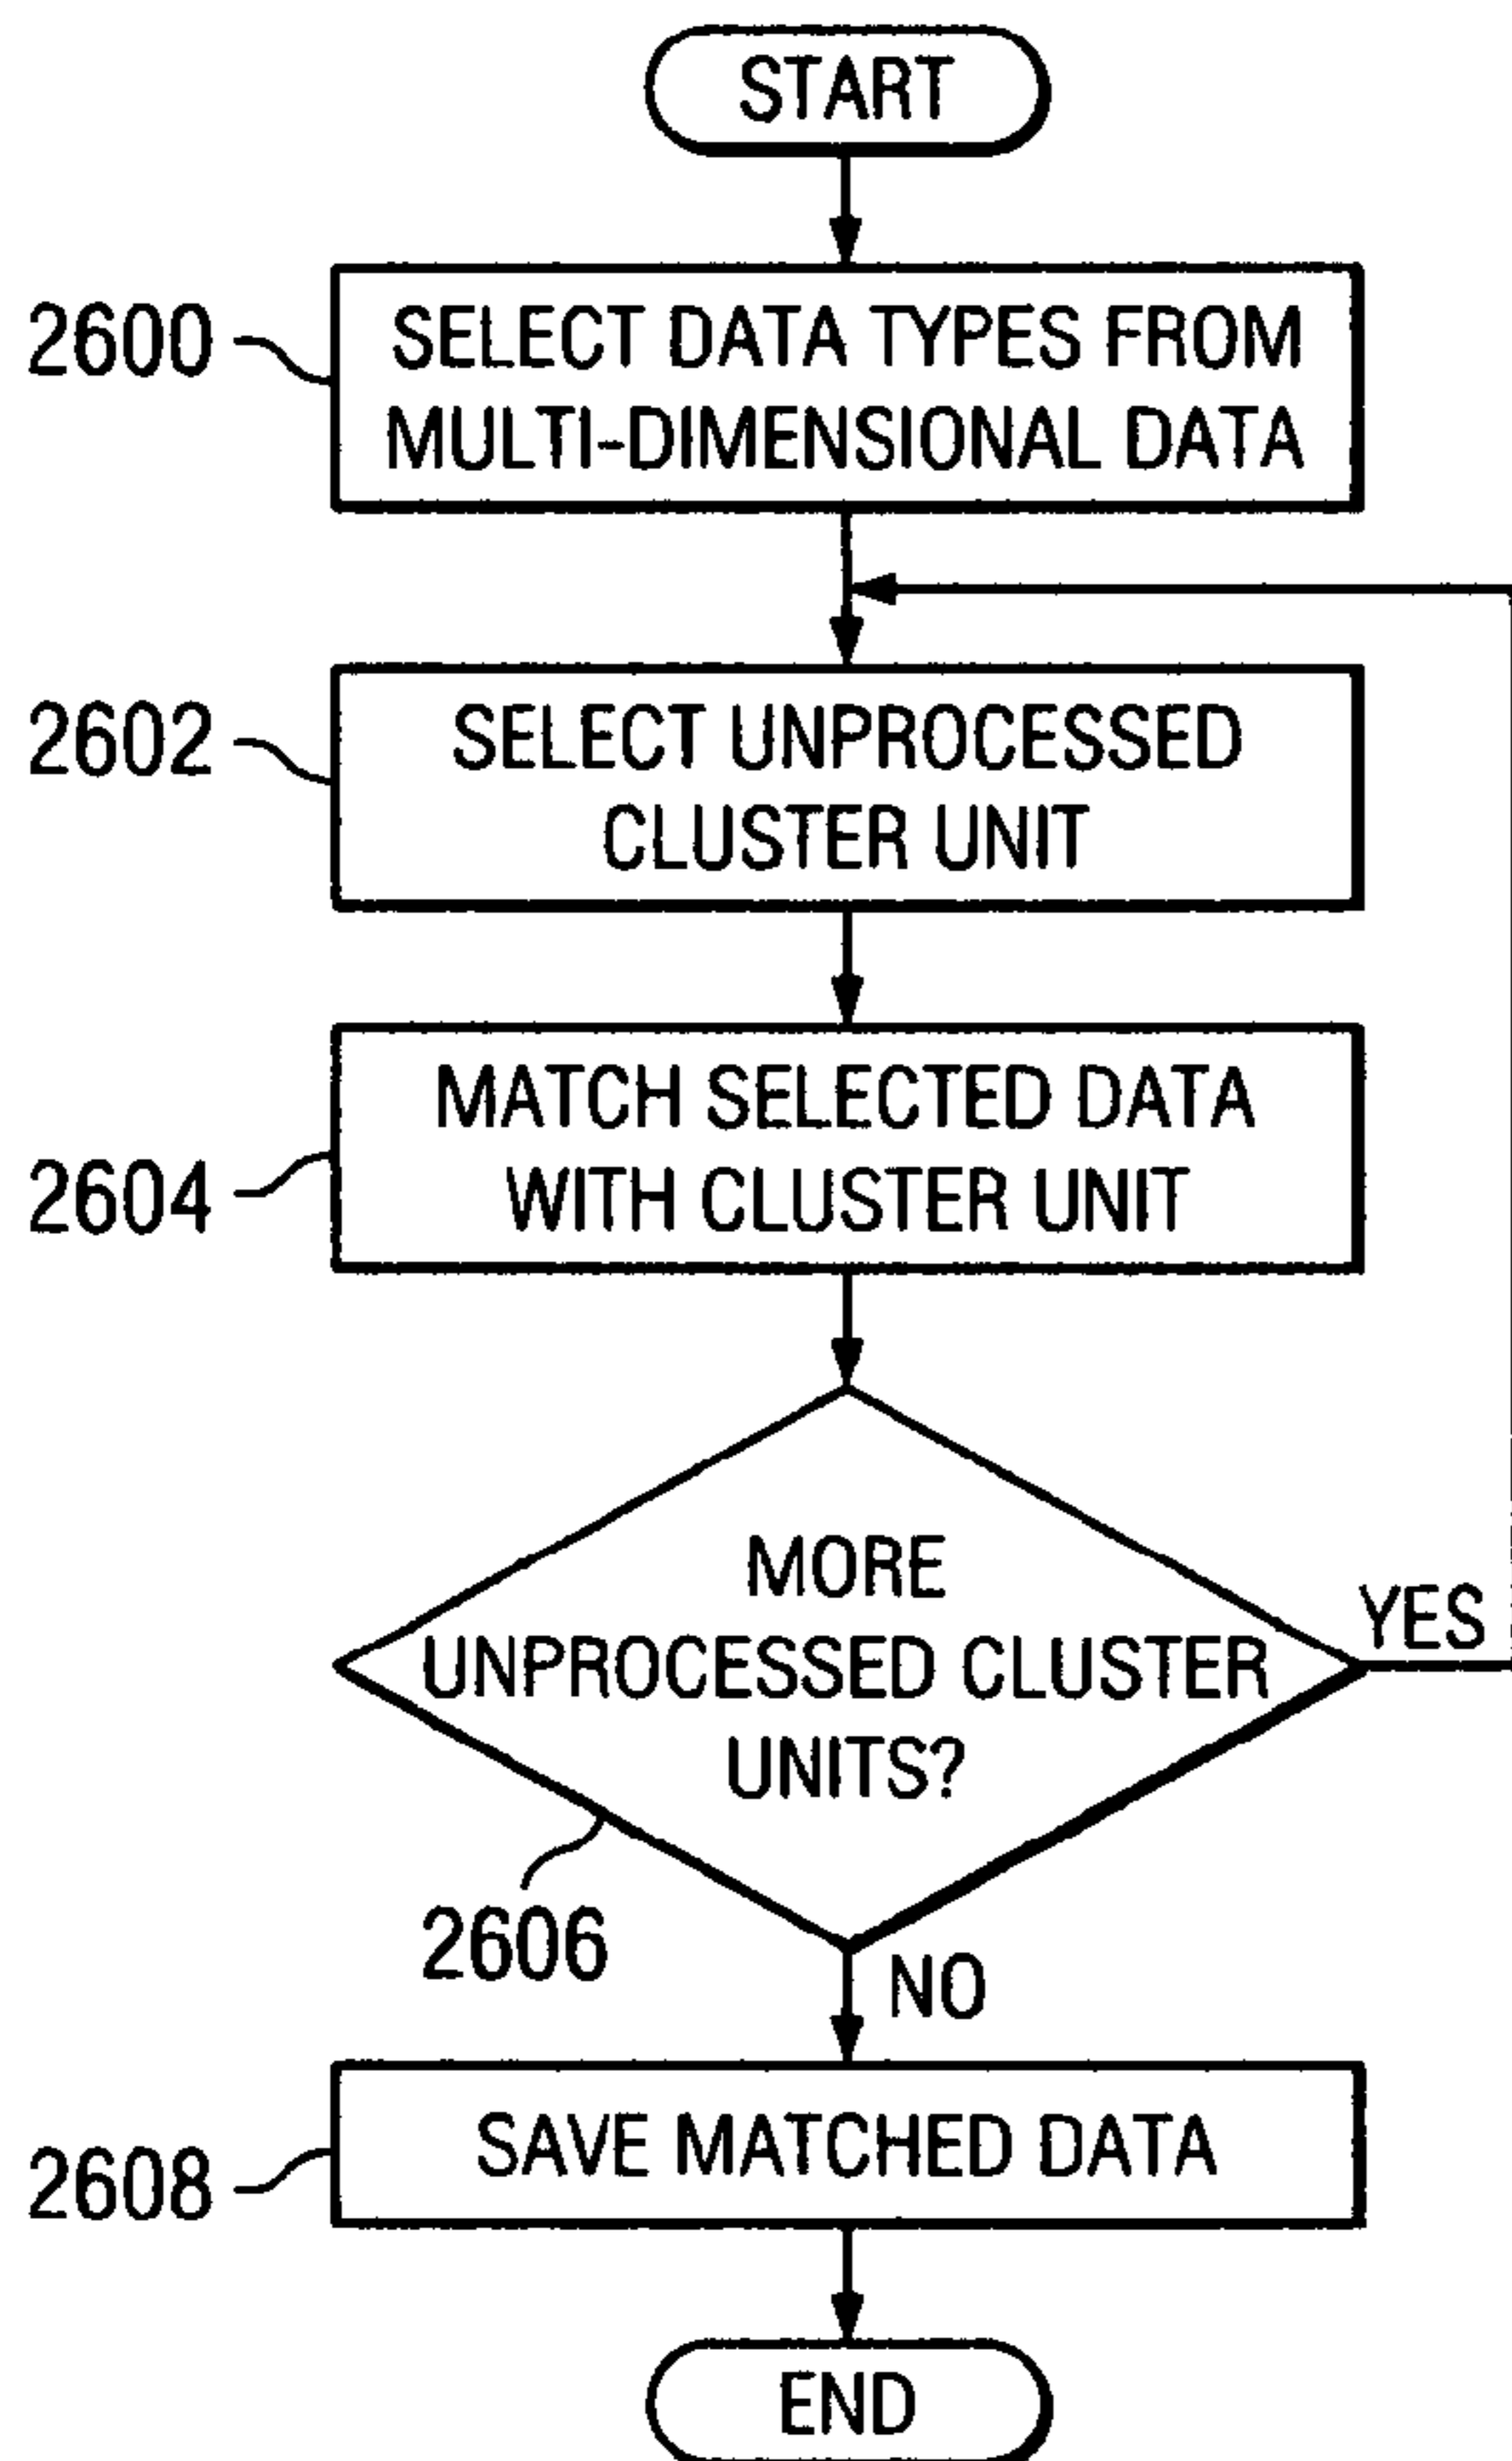 START
2600
SELECT DATA TYPES FROM
MULTI-DIMENSIONAL DATA
2602
SELECT UNPROCESSED
CLUSTER UNIT
2604
MATCH SELECTED DATA
WITH CLUSTER UNIT
MORE
UNPROCESSED CLUSTER
UNITS?
YES
2606
NO
2608
SAVE MATCHED DATA
END